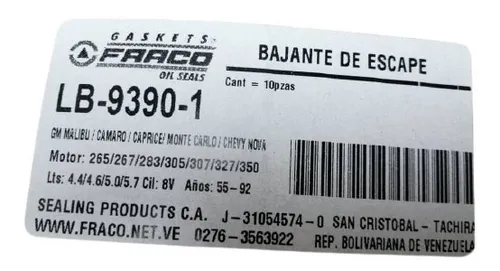 GASKETS
FRACO
OIL SEALS
BAJANTE DE ESCAPE
Cant = 10pzas
LB-9390-1
GM MALIBU / CAMARO / CAPRICE/ MONTE CARLO / CHEVY NOVA
Motor: 265/267/283/305/307/327/350
Lts: 4.4/4.6/5.0/5.7 Cil: 8V Años: 55-92
SEALING PRODUCTS C.A. J-31054574-0 SAN CRISTOBAL - TACHIRA
WWW.FRACO.NET.VE 0276-3563922 REP. BOLIVARIANA DE VENEZUELA